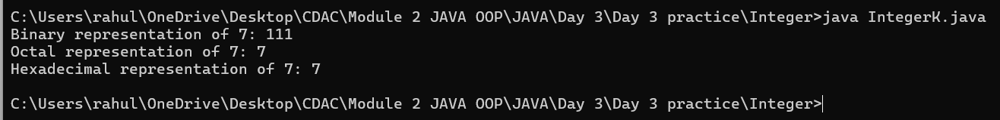 C:\Users\rahul\OneDrive\Desktop\CDAC\Module 2 JAVA OOP\JAVA\Day 3\Day 3 practice\Integer>java IntegerK.java
Binary representation of 7: 111
Octal representation of 7: 7
Hexadecimal representation of 7: 7
C:\Users\rahul\OneDrive\Desktop\CDAC\Module 2 JAVA OOP\JAVA\Day 3\Day 3 practice\Integer>